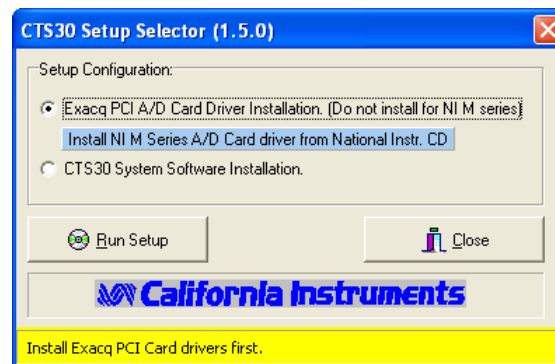 CTS30 Setup Selector (1.5.0)
Setup Configuration:
Exacq PCI A/D Card Driver Installation. (Do not install for NI M series)
Install NI M Series A/D Card driver from National Instr. CD
CTS30 System Software Installation.
Run Setup
Close
California Instruments
Install Exacq PCI Card drivers first.